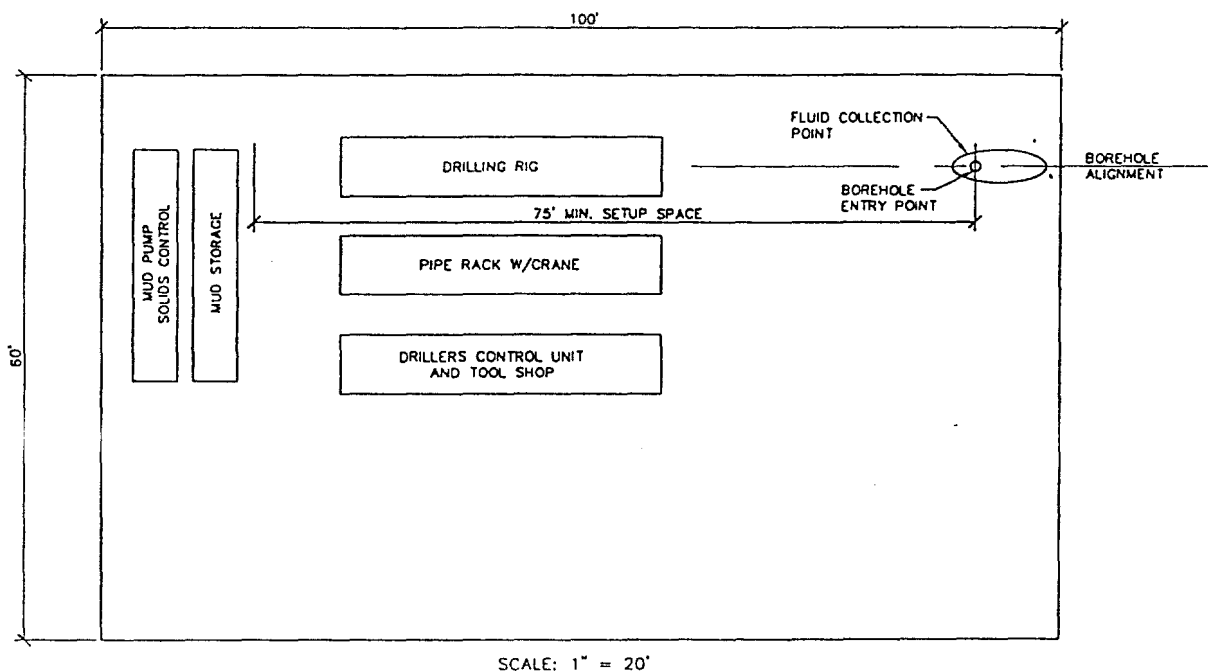 100'
FLUID COLLECTION
POINT
DRILLING RIG
BOREHOLE
ALIGNMENT
BOREHOLE
ENTRY POINT
75' MIN. SETUP SPACE
MUD PUMP
SOLIDS CONTROL
MUD STORAGE
PIPE RACK W/CRANE
60'
DRILLERS CONTROL UNIT
AND TOOL SHOP
SCALE: 1" = 20'